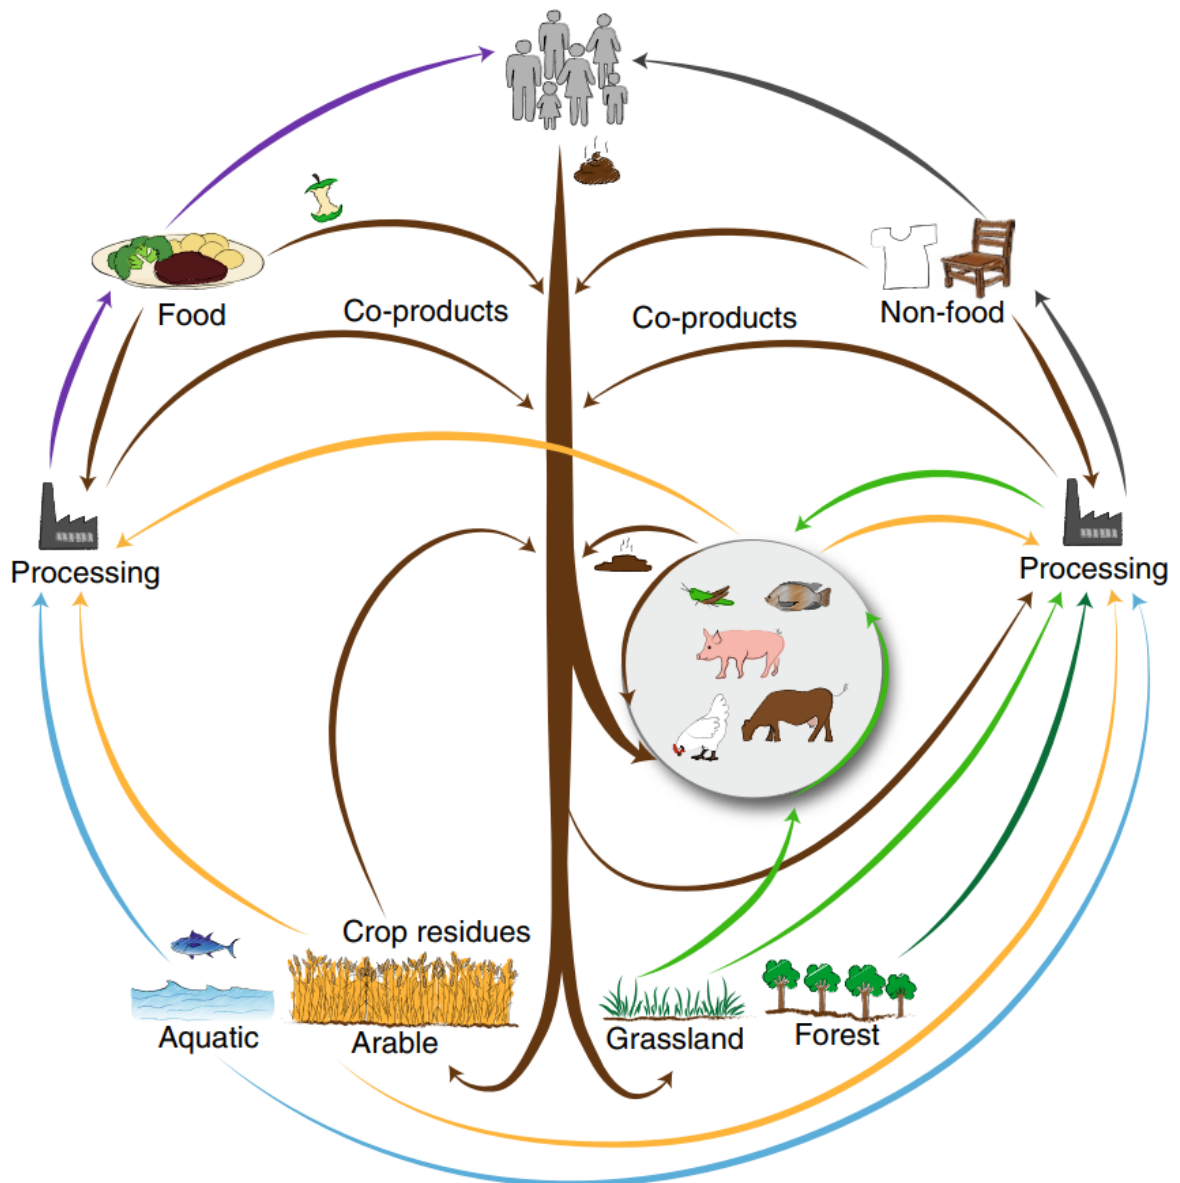 Food
Co-products
Co-products
Non-food
Processing
Processing
Crop residues
Aquatic
Arable
Grassland
Forest